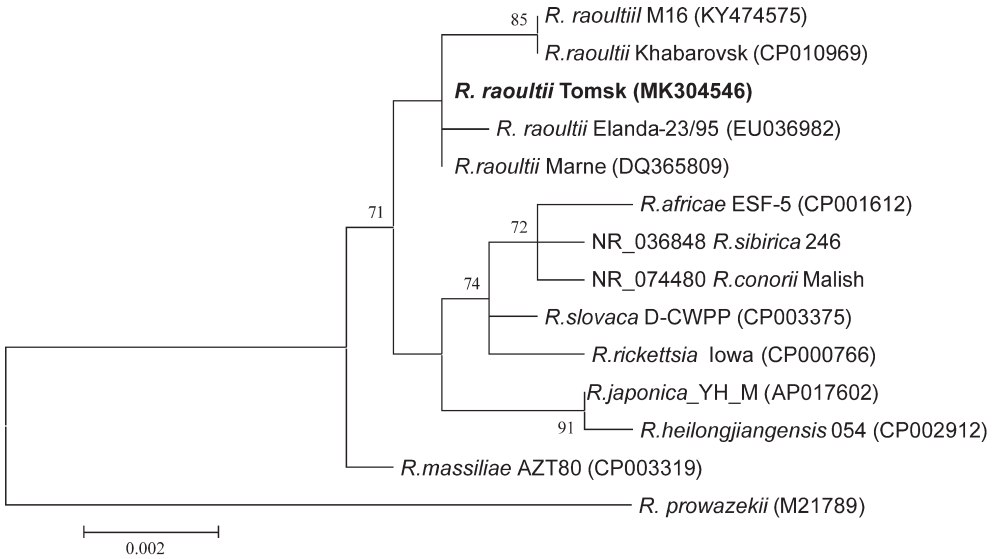 85
R. raoultiil M16 (KY474575)
R.raoultii Khabarovsk (CP010969)
R. raoultii Tomsk (MK304546)
R. raoultii Elanda-23/95 (EU036982)
R.raoultii Marne (DQ365809)
71
R.africae ESF-5 (CP001612)
72
NR_036848 R.sibirica 246
NR_074480 R.conorii Malish
74
R.slovaca D-CWPP (CP003375)
R.rickettsia Iowa (CP000766)
R.japonica_YH_M (AP017602)
91
R.heilongjiangensis 054 (CP002912)
R.massiliae AZT80 (CP003319)
R. prowazekii (M21789)
0.002